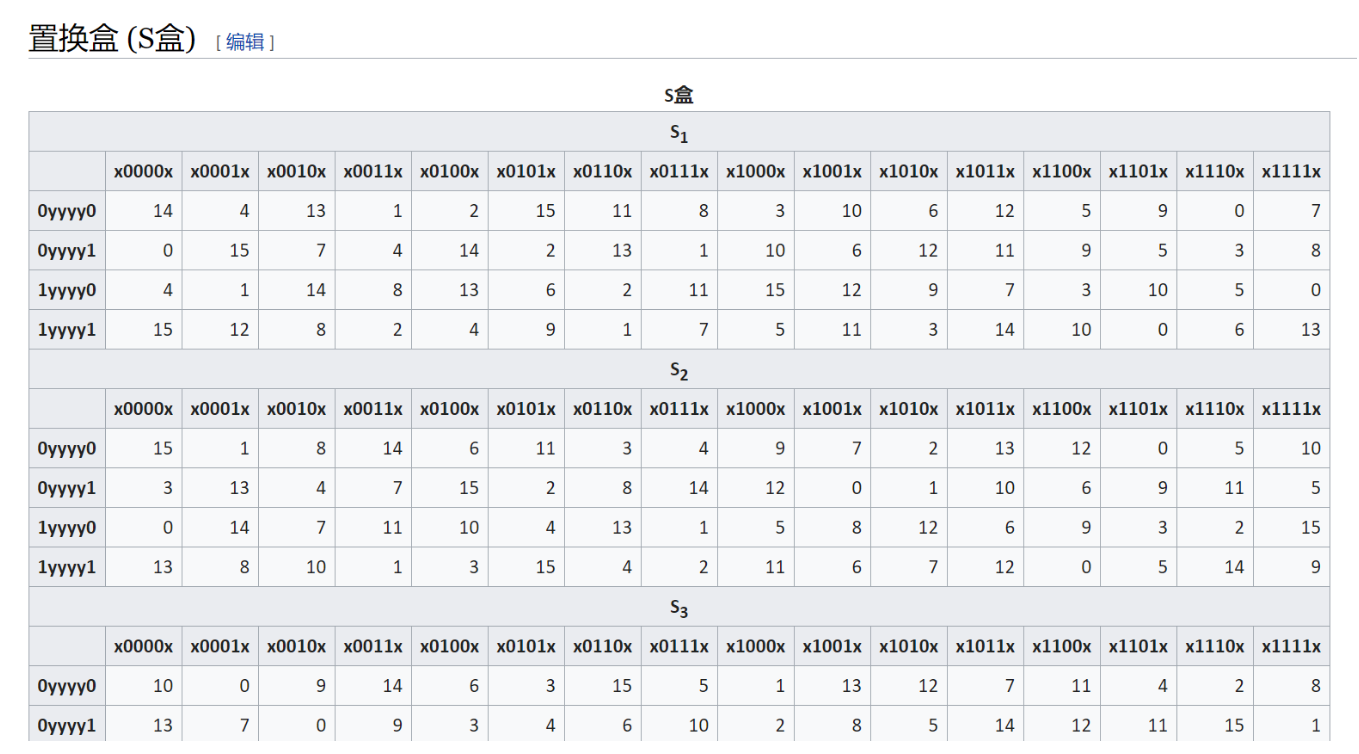 置换盒 (S盒) [ 编辑 ]
S盒
S1
x0000x x0001x x0010x x0011x x0100x x0101x x0110x x0111x x1000x x1001x x1010x x1011x x1100x x1101x x1110x x1111x
0yyyy0 14 4 13 1 2 15 11 8 3 10 6 12 5 9 0 7
0yyyy1 0 15 7 4 14 2 13 1 10 6 12 11 9 5 3 8
1yyyy0 4 1 14 8 13 6 2 11 15 12 9 7 3 10 5 0
1yyyy1 15 12 8 2 4 9 1 7 5 11 3 14 10 0 6 13
S2
x0000x x0001x x0010x x0011x x0100x x0101x x0110x x0111x x1000x x1001x x1010x x1011x x1100x x1101x x1110x x1111x
0yyyy0 15 1 8 14 6 11 3 4 9 7 2 13 12 0 5 10
0yyyy1 3 13 4 7 15 2 8 14 12 0 1 10 6 9 11 5
1yyyy0 0 14 7 11 10 4 13 1 5 8 12 6 9 3 2 15
1yyyy1 13 8 10 1 3 15 4 2 11 6 7 12 0 5 14 9
S3
x0000x x0001x x0010x x0011x x0100x x0101x x0110x x0111x x1000x x1001x x1010x x1011x x1100x x1101x x1110x x1111x
0yyyy0 10 0 9 14 6 3 15 5 1 13 12 7 11 4 2 8
0yyyy1 13 7 0 9 3 4 6 10 2 8 5 14 12 11 15 1